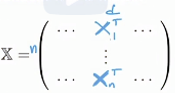 d
𝕏 = n ( ⋯ X₁ᵀ ⋯
⋮
⋯ Xₙᵀ ⋯ )